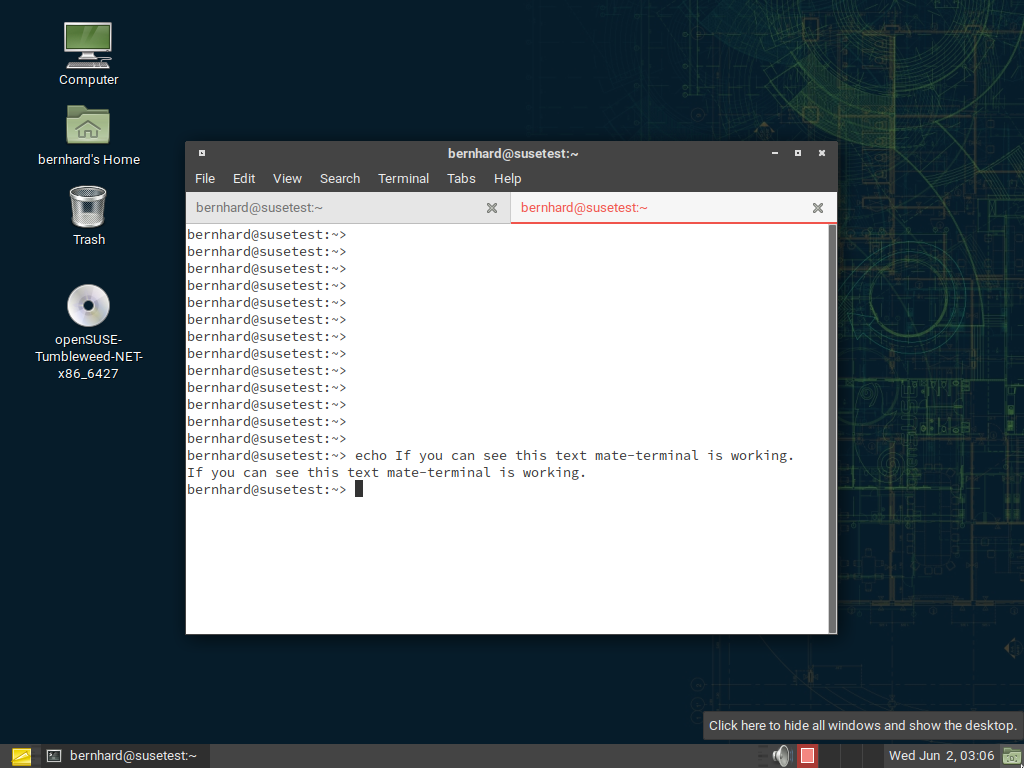 Computer
bernhard's Home
Trash
openSUSE-
Tumbleweed-NET-
x86_6427
bernhard@susetest:~
File Edit View Search Terminal Tabs Help
bernhard@susetest:~ bernhard@susetest:~
bernhard@susetest:~>
bernhard@susetest:~>
bernhard@susetest:~>
bernhard@susetest:~>
bernhard@susetest:~>
bernhard@susetest:~>
bernhard@susetest:~>
bernhard@susetest:~>
bernhard@susetest:~>
bernhard@susetest:~>
bernhard@susetest:~>
bernhard@susetest:~>
bernhard@susetest:~>
bernhard@susetest:~> echo If you can see this text mate-terminal is working.
If you can see this text mate-terminal is working.
bernhard@susetest:~>
Click here to hide all windows and show the desktop.
bernhard@susetest:~ Wed Jun 2, 03:06